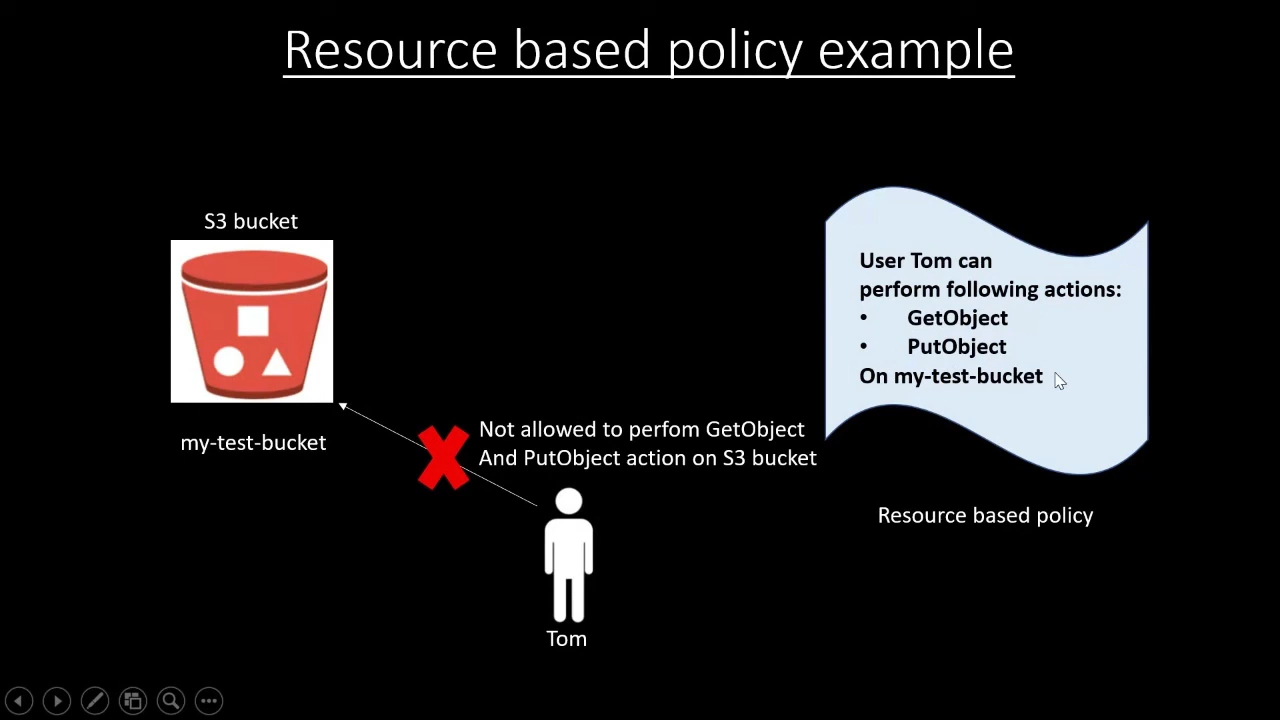 Resource based policy example
S3 bucket
my-test-bucket
Not allowed to perfom GetObject
And PutObject action on S3 bucket
Tom
User Tom can
perform following actions:
• GetObject
• PutObject
On my-test-bucket
Resource based policy